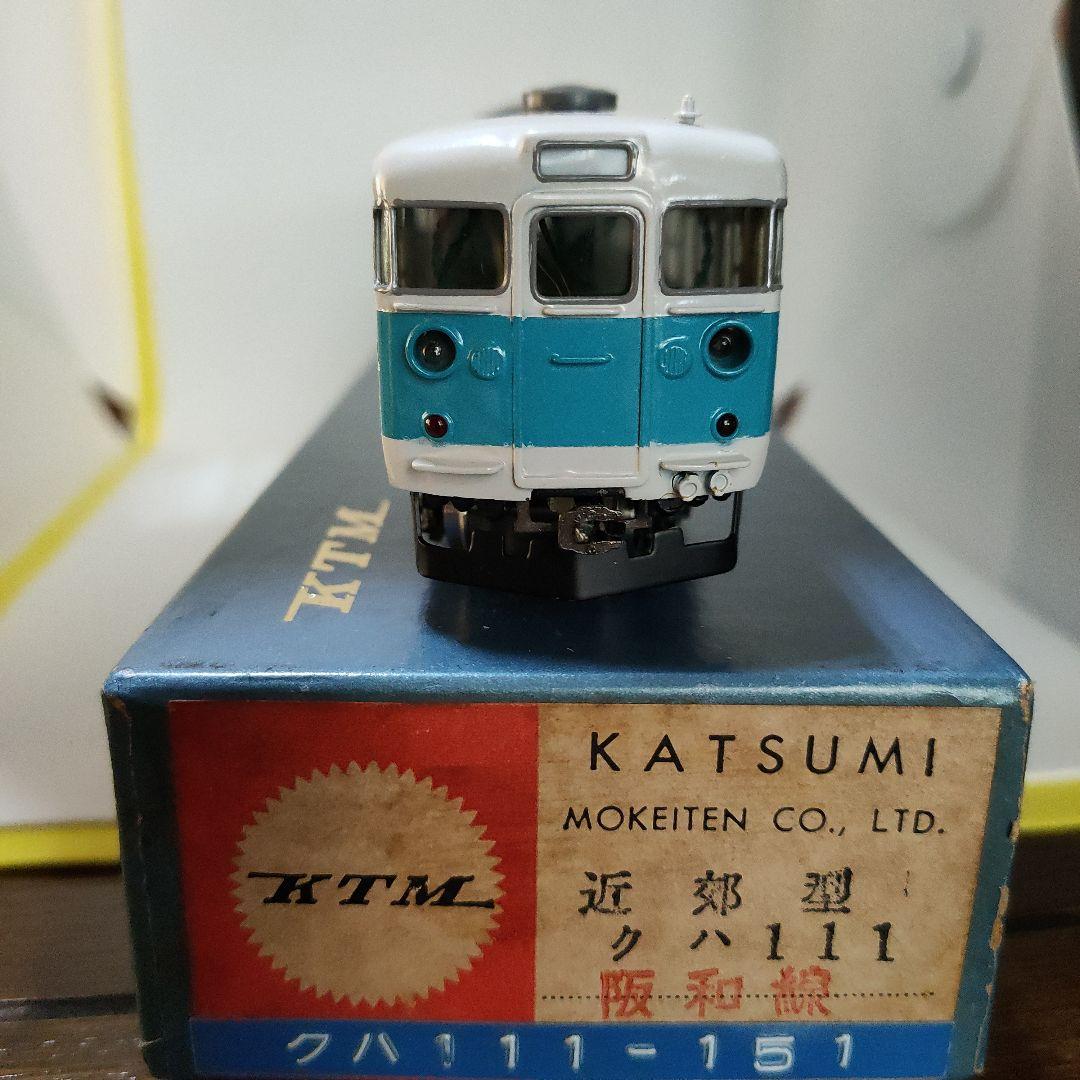 KTM
KATSUMI
MOKEITEN CO., LTD.
KTM
近郊型
クハ111
阪和線
クハ111-151